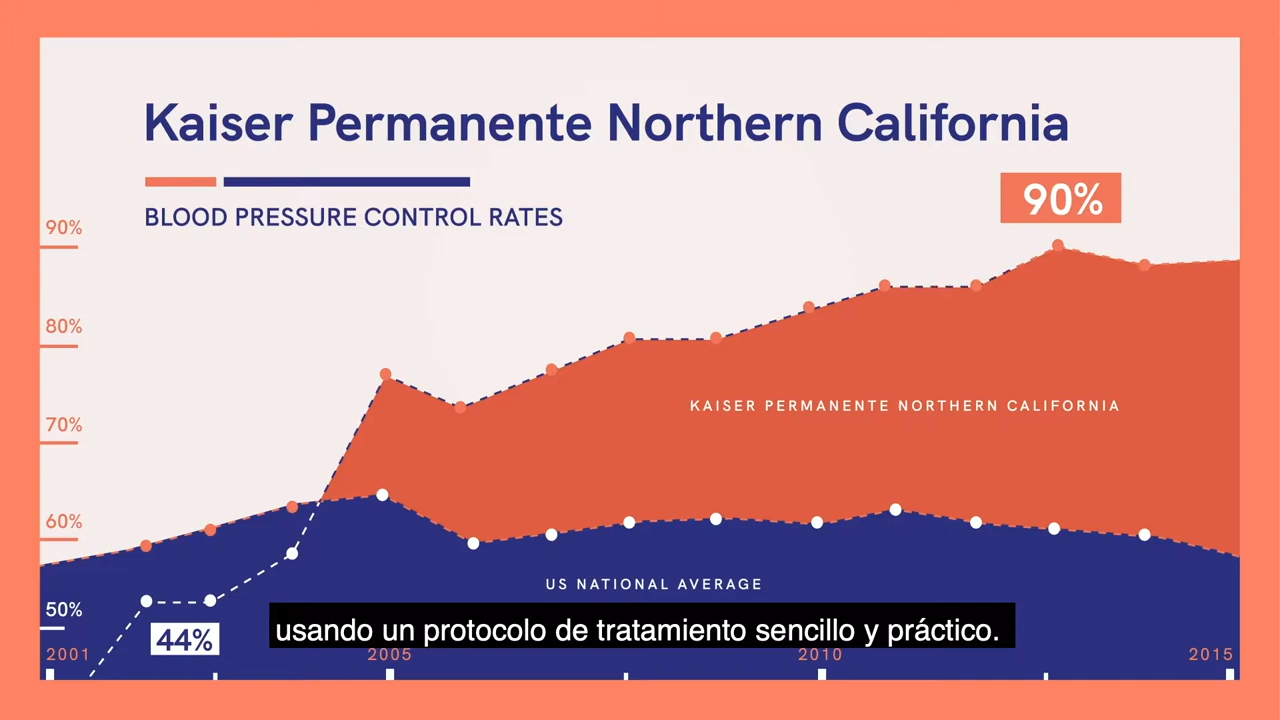 Kaiser Permanente Northern California
BLOOD PRESSURE CONTROL RATES
90%
90%
80%
70%
60%
50%
KAISER PERMANENTE NORTHERN CALIFORNIA
US NATIONAL AVERAGE
44%
usando un protocolo de tratamiento sencillo y práctico.
2001
2005
2010
2015